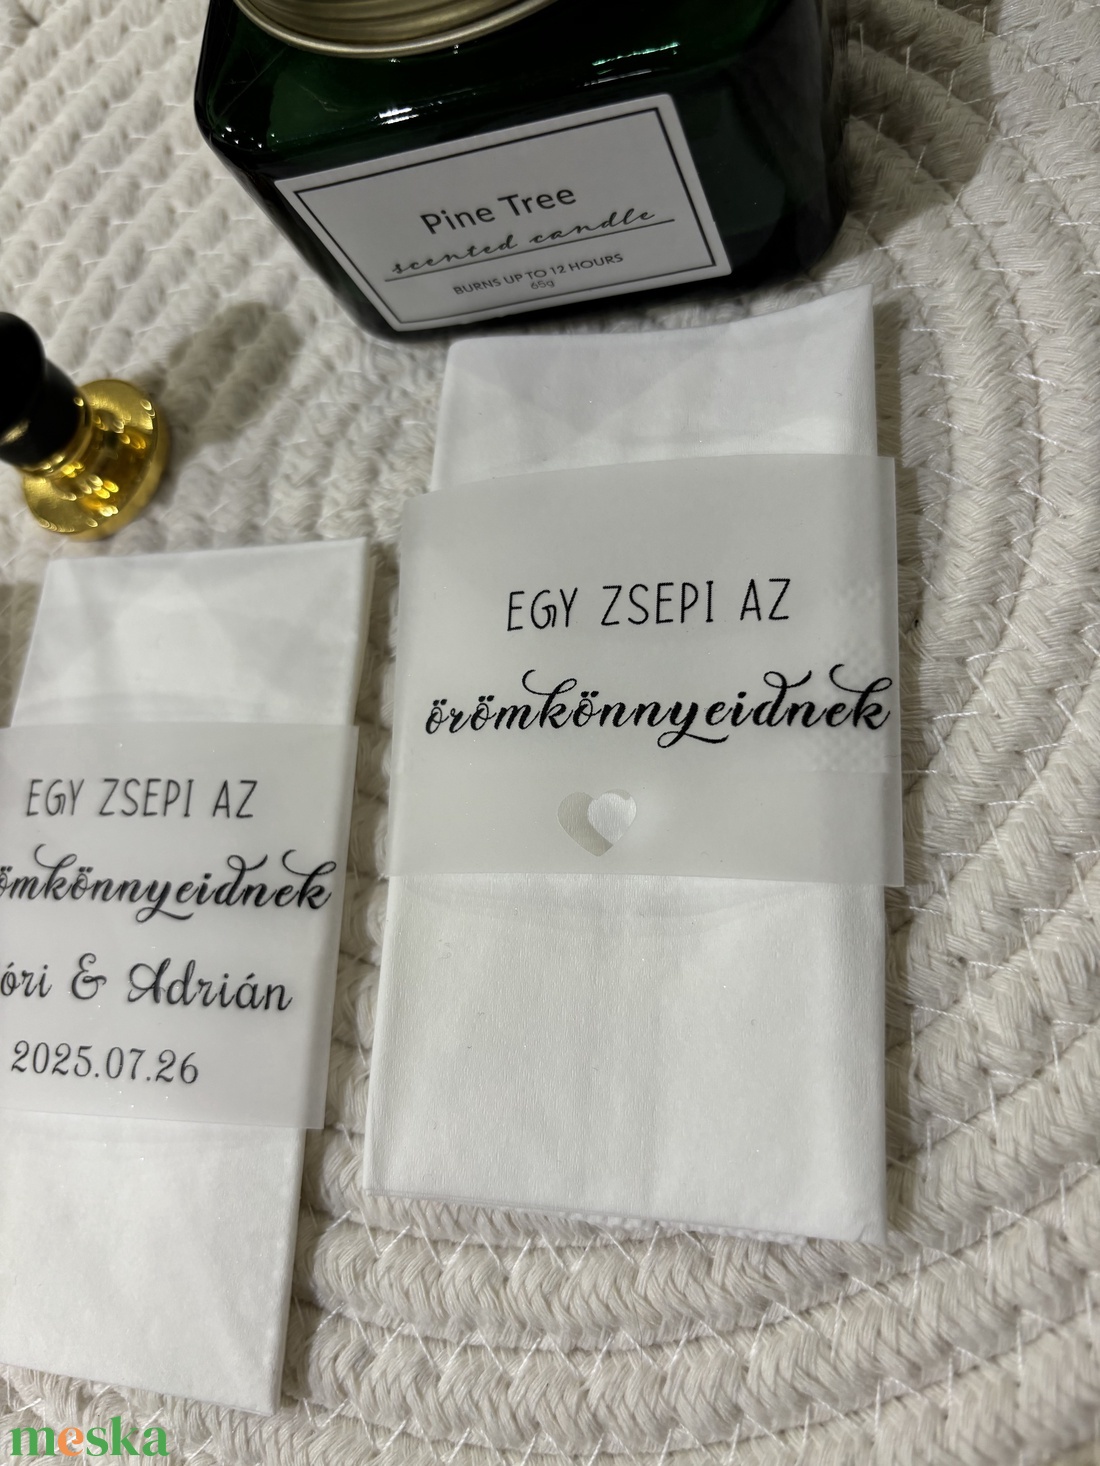 Pine Tree
scented candle
BURNS UP TO 12 HOURS
65g
EGY ZSEPI AZ
örömkönnyeidnek
EGY ZSEPI AZ
ömkönnyeidnek
óri & Adrián
2025.07.26
meska